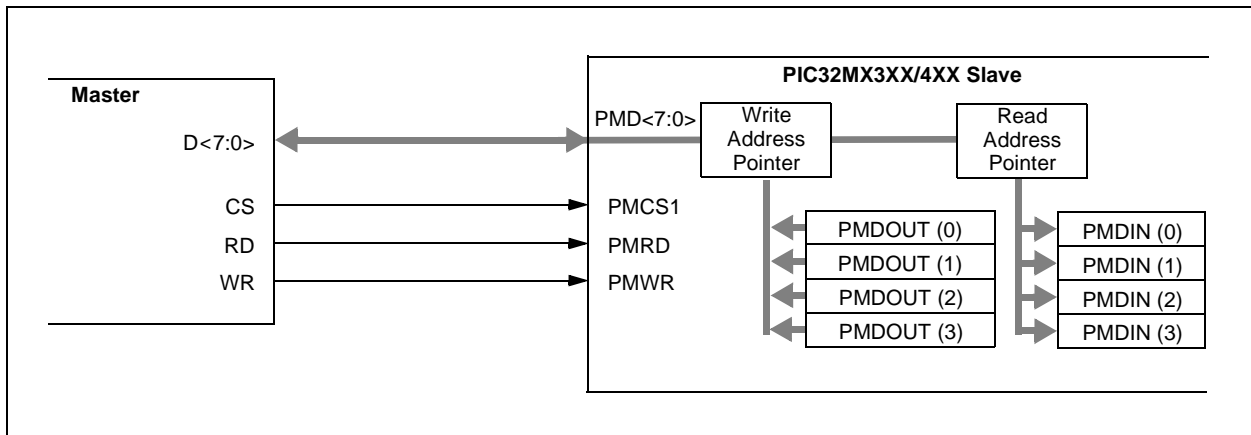 PIC32MX3XX/4XX Slave
Master
PMD<7:0>
Write
Address
Pointer
Read
Address
Pointer
D<7:0>
CS
PMCS1
RD
PMRD
WR
PMWR
PMDOUT (0)
PMDOUT (1)
PMDOUT (2)
PMDOUT (3)
PMDIN (0)
PMDIN (1)
PMDIN (2)
PMDIN (3)